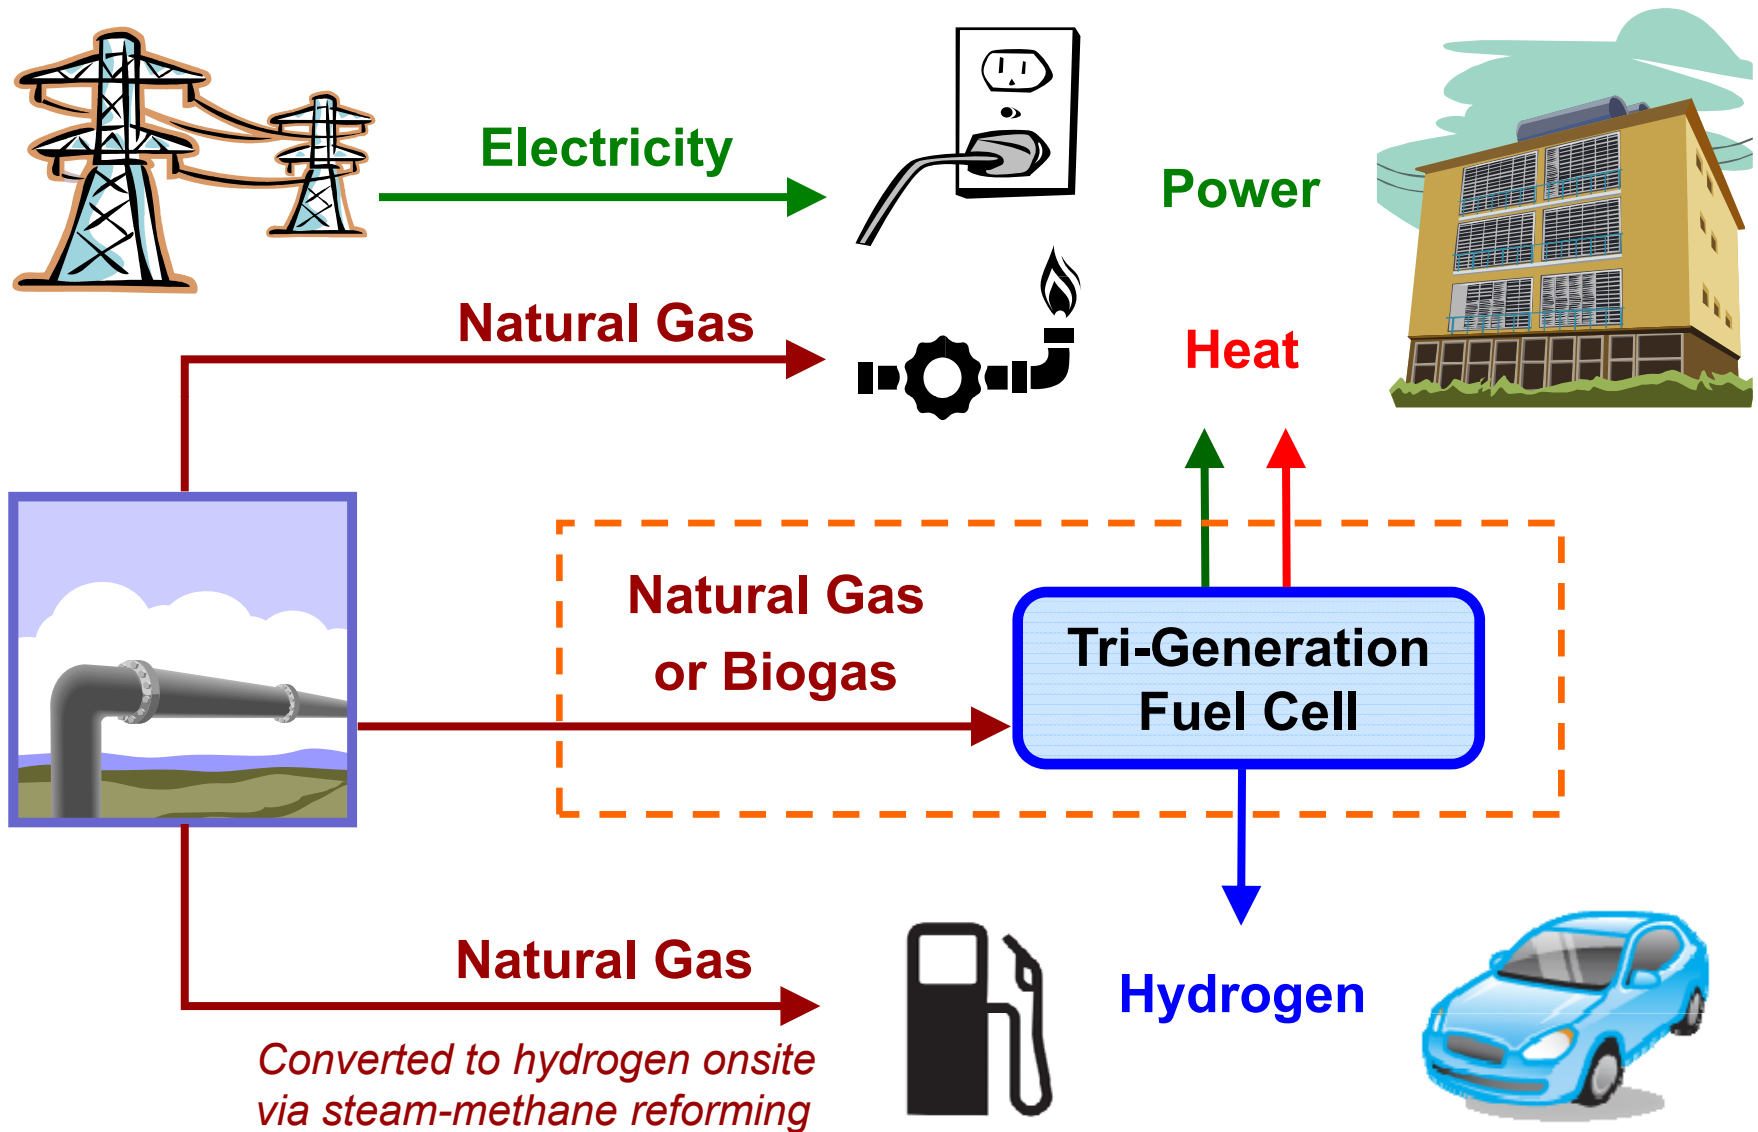 Electricity
Power
Natural Gas
Heat
Natural Gas
or Biogas
Tri-Generation
Fuel Cell
Natural Gas
Hydrogen
Converted to hydrogen onsite
via steam-methane reforming